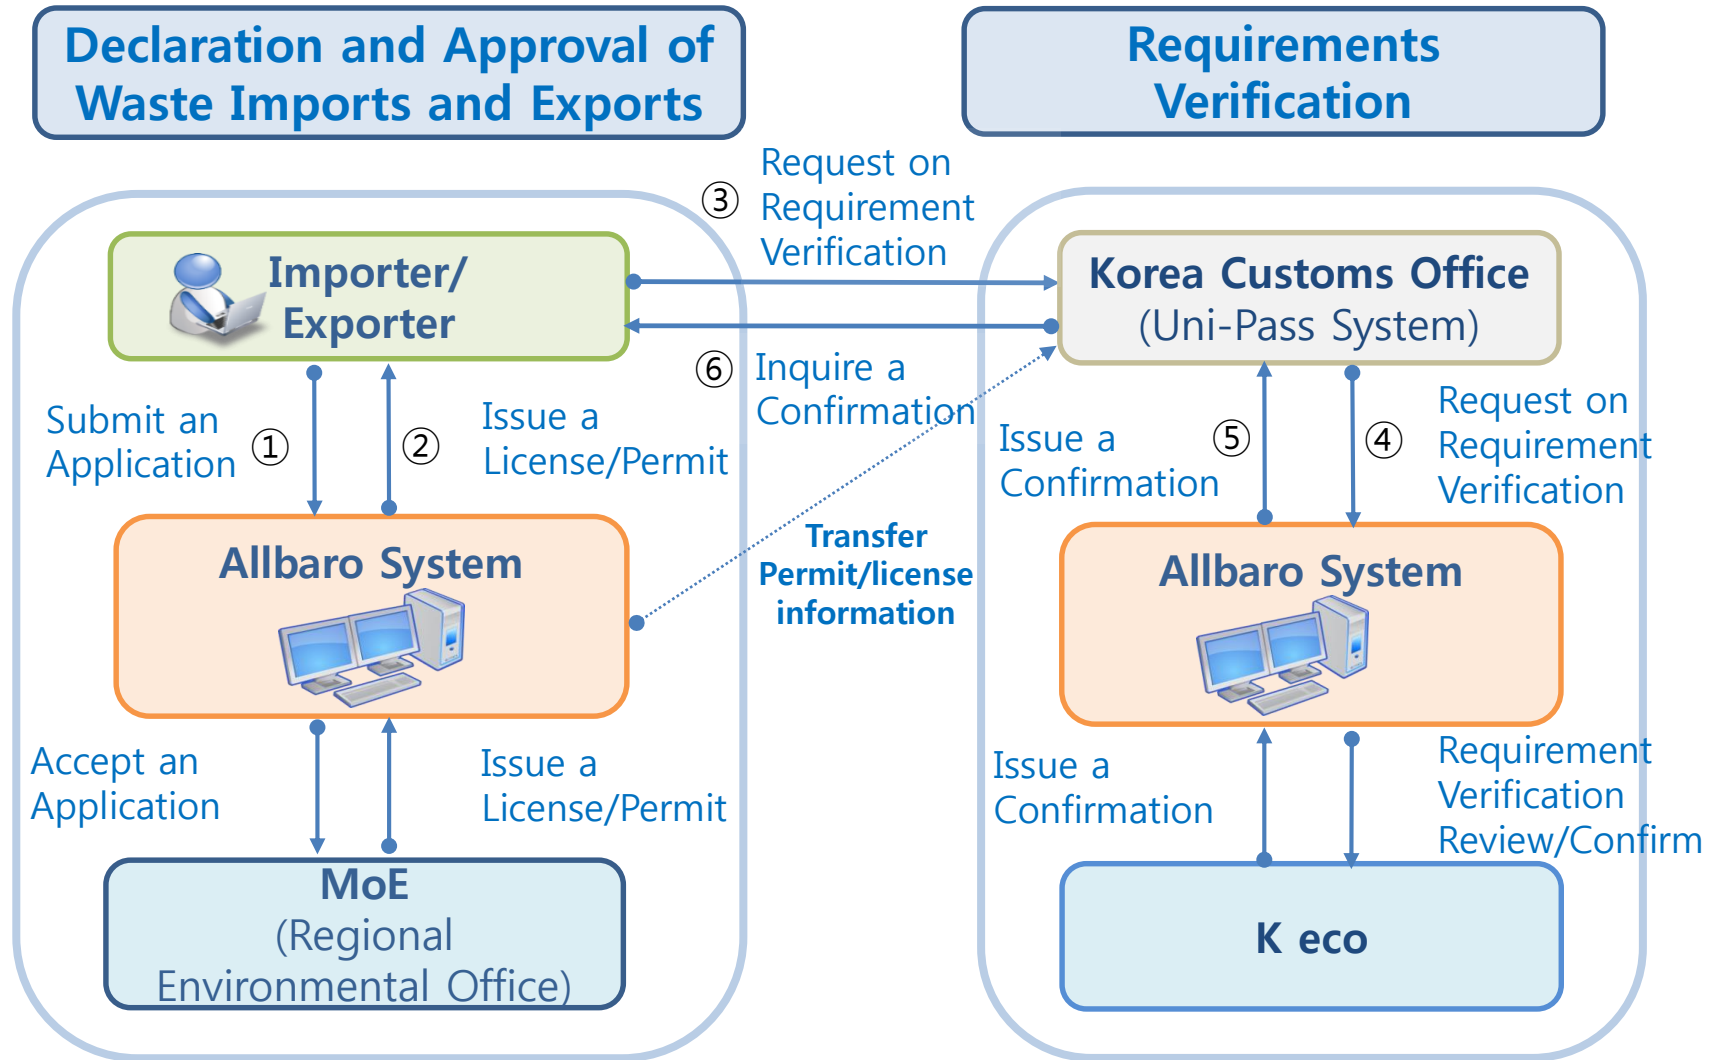 Declaration and Approval of
Waste Imports and Exports
Requirements
Verification
③
Request on
Requirement
Verification
Importer/
Exporter
Korea Customs Office
(Uni-Pass System)
⑥
Inquire a
Confirmation
Submit an
Application
①
②
Issue a
License/Permit
Issue a
Confirmation
⑤
④
Request on
Requirement
Verification
Transfer
Permit/license
information
Allbaro System
Allbaro System
Accept an
Application
Issue a
License/Permit
Issue a
Confirmation
Requirement
Verification
Review/Confirm
MoE
(Regional
Environmental Office)
K eco